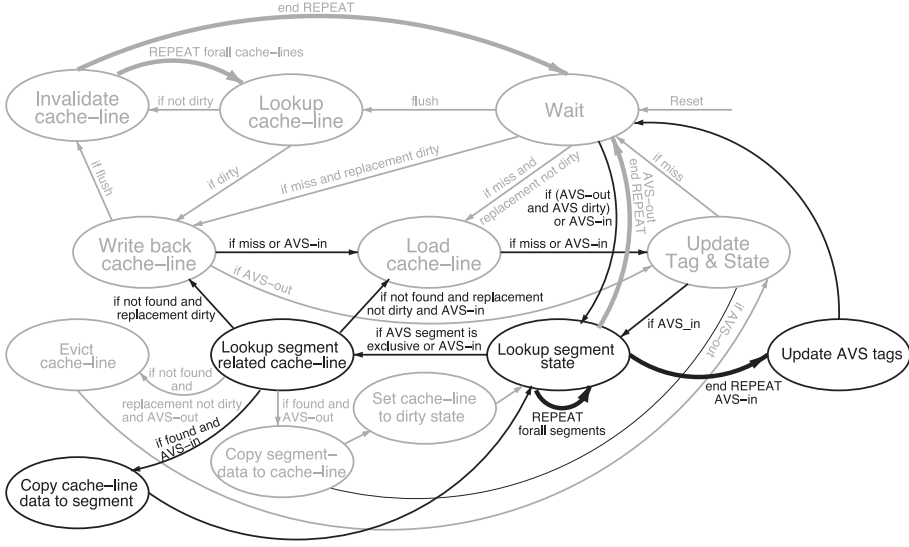 end REPEAT
REPEAT forall cache–lines
Invalidate
cache–line
if not dirty
Lookup
cache–line
flush
Wait
Reset
if flush
if dirty
if miss and replacement dirty
if miss and
replacement not dirty
if (AVS–out
and AVS dirty)
or AVS–in
AVS–out
end REPEAT
if miss
Write back
cache–line
if miss or AVS–in
Load
cache–line
if miss or AVS–in
Update
Tag & State
if AVS–out
if not found and
replacement dirty
if not found and replacement
not dirty and AVS–in
if AVS_in
if AVS–out
Evict
cache–line
Lookup segment
related cache–line
if AVS segment is
exclusive or AVS–in
Lookup segment
state
Update AVS tags
if not found
and
replacement not dirty
and AVS–out
if found and
AVS–out
Set cache–line
to dirty state
REPEAT
forall segments
end REPEAT
AVS–in
if found and
AVS–in
Copy segment–
data to cache–line
Copy cache–line
data to segment